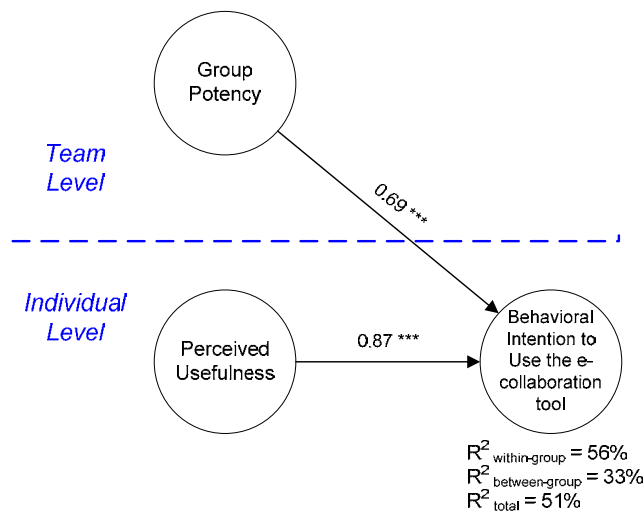 Group
Potency
Team
Level
0.69 ***
Individual
Level
Perceived
Usefulness
0.87 ***
Behavioral
Intention to
Use the e-
collaboration
tool
R² within-group = 56%
R² between-group = 33%
R² total = 51%